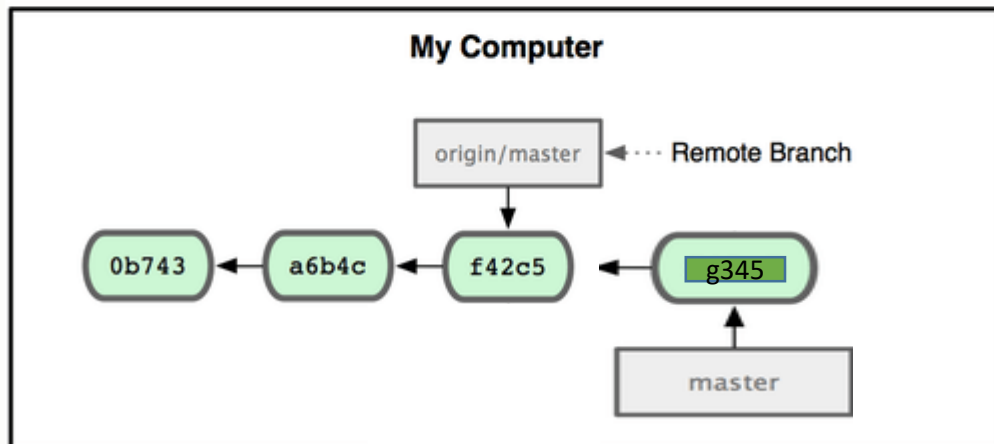 My Computer
origin/master
Remote Branch
0b743
a6b4c
f42c5
g345
master